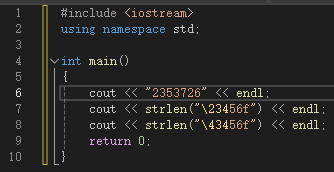 1 #include <iostream>
2 using namespace std;
3
4 int main()
5 {
6 cout << "2353726" << endl;
7 cout << strlen("\23456f") << endl;
8 cout << strlen("\43456f") << endl;
9 return 0;
10 }